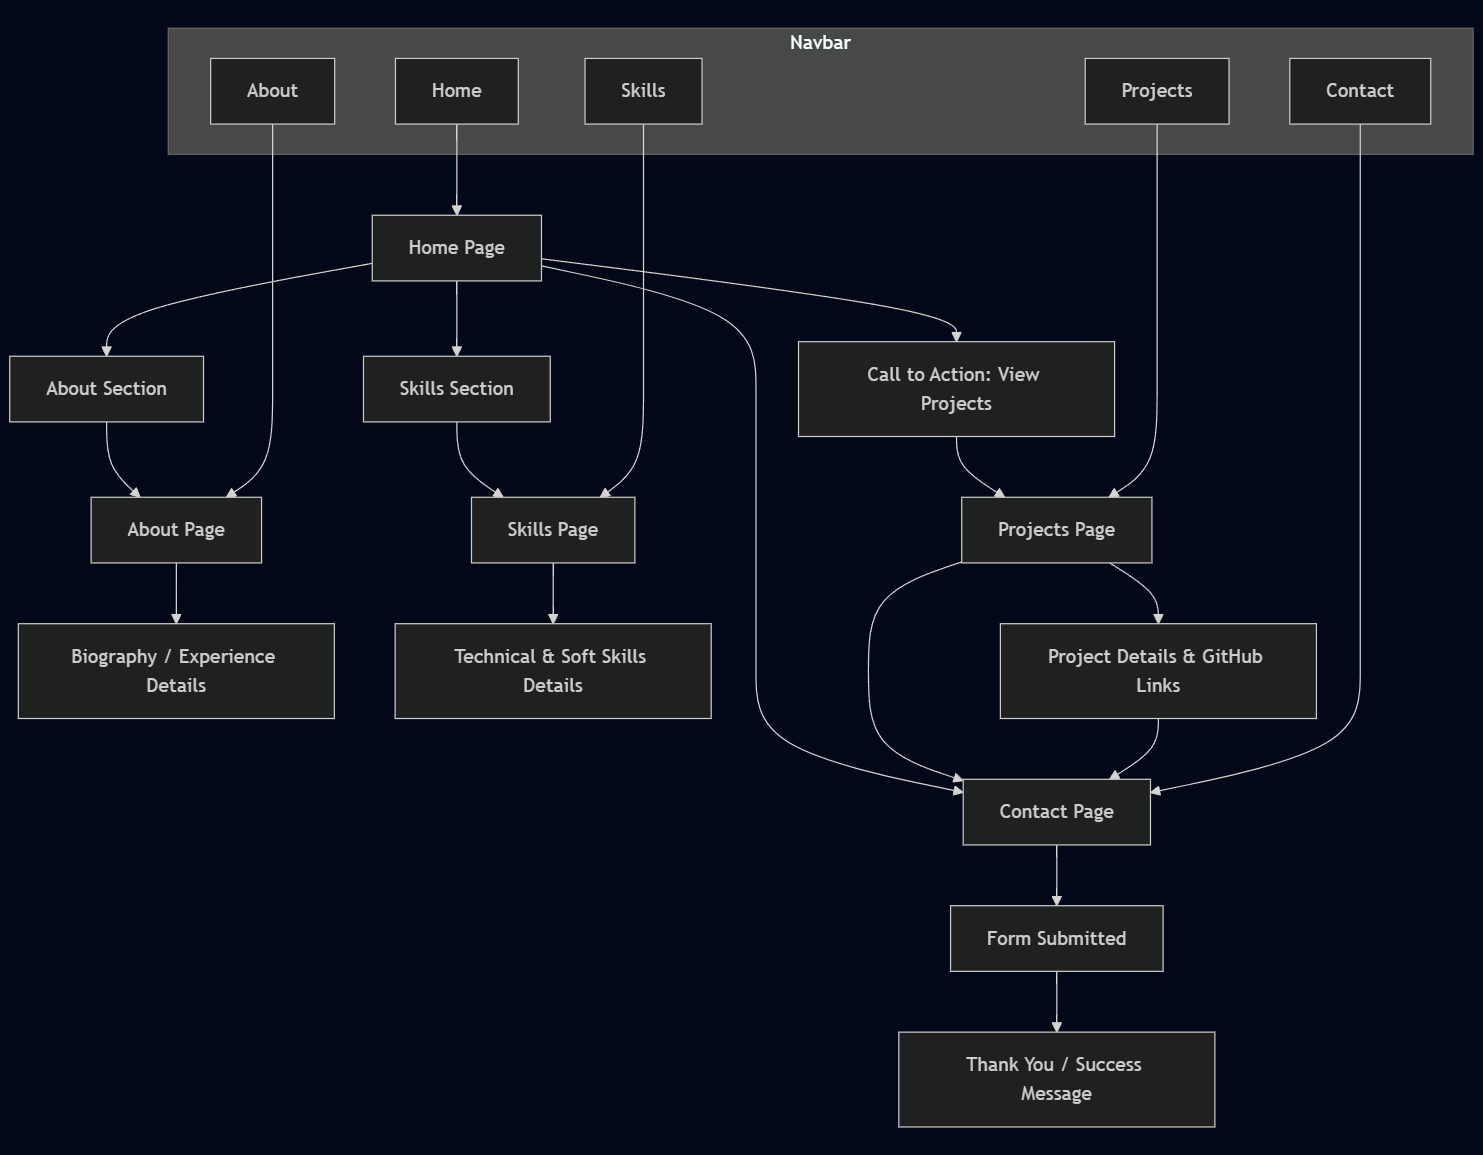 Navbar
About
Home
Skills
Projects
Contact
Home Page
About Section
Skills Section
Call to Action: View
Projects
About Page
Skills Page
Projects Page
Biography / Experience
Details
Technical & Soft Skills
Details
Project Details & GitHub
Links
Contact Page
Form Submitted
Thank You / Success
Message